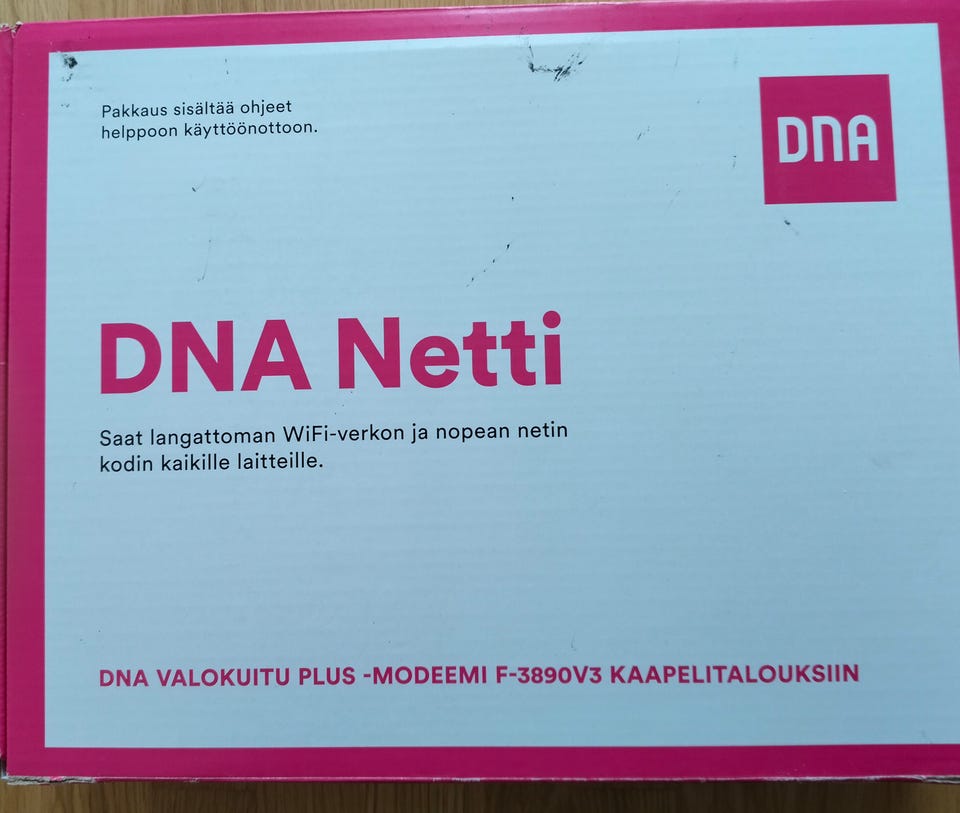 Pakkaus sisältää ohjeet
helppoon käyttöönottoon.
DNA
DNA Netti
Saat langattoman WiFi-verkon ja nopean netin
kodin kaikille laitteille.
DNA VALOKUITU PLUS -MODEEMI F-3890V3 KAAPELITALOUKSIIN